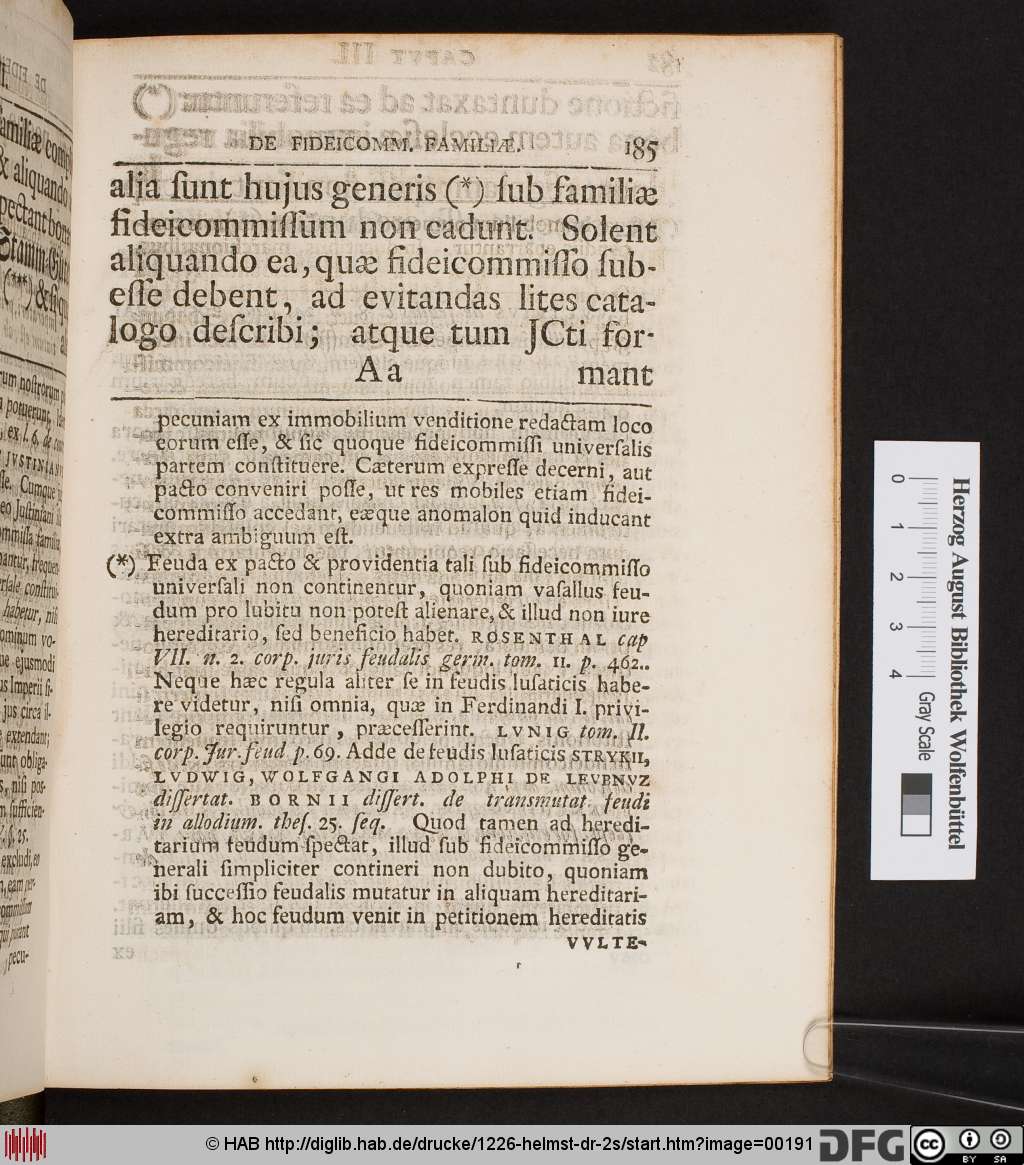 DE FIDEICOMM. FAMILIÆ. 185
alia ſunt hujus generis (*) ſub familiæ
fideicommiſſum non cadunt. Solent
aliquando ea, quæ fideicommiſſo ſub-
eſſe debent, ad evitandas lites cata-
logo deſcribi; atque tum JCti for-
Aa mant
pecuniam ex immobilium venditione redactam loco
eorum eſſe, & ſic quoque fideicommiſſi univerſalis
partem conſtituere. Cæterum expreſſe decerni, aut
pacto conveniri poſſe, ut res mobiles etiam fidei-
commiſſo accedant, eæque anomalon quid inducant
extra ambiguum eſt.
(*) Feuda ex pacto & providentia tali ſub fideicommiſſo
univerſali non continentur, quoniam vaſallus feu-
dum pro lubitu non poteſt alienare, & illud non jure
hereditario, ſed beneficio habet. ROSENTHAL cap
VII. n. 2. corp. juris feudalis germ. tom. II. p. 462..
Neque hæc regula aliter ſe in feudis luſaticis habe-
re videtur, niſi omnia, quæ in Ferdinandi I. privi-
legio requiruntur, præceſſerint. LVNIG tom. II.
corp. Jur. feud p. 69. Adde de feudis luſaticis STRYKII,
LVDWIG, WOLFGANGI ADOLPHI DE LEVBNVZ
diſſertat. BORNII diſſert. de transmutat feudi
in allodium. theſ. 25. ſeq. Quod tamen ad heredi-
tarium feudum ſpectat, illud ſub fideicommiſſo ge-
nerali ſimpliciter contineri non dubito, quoniam
ibi ſucceſſio feudalis mutatur in aliquam hereditari-
am, & hoc feudum venit in petitionem hereditatis
VVLTE-
Herzog August Bibliothek Wolfenbüttel
0 1 2 3 4
Gray Scale
© HAB http://diglib.hab.de/drucke/1226-helmst-dr-2s/start.htm?image=00191
DFG
cc BY SA